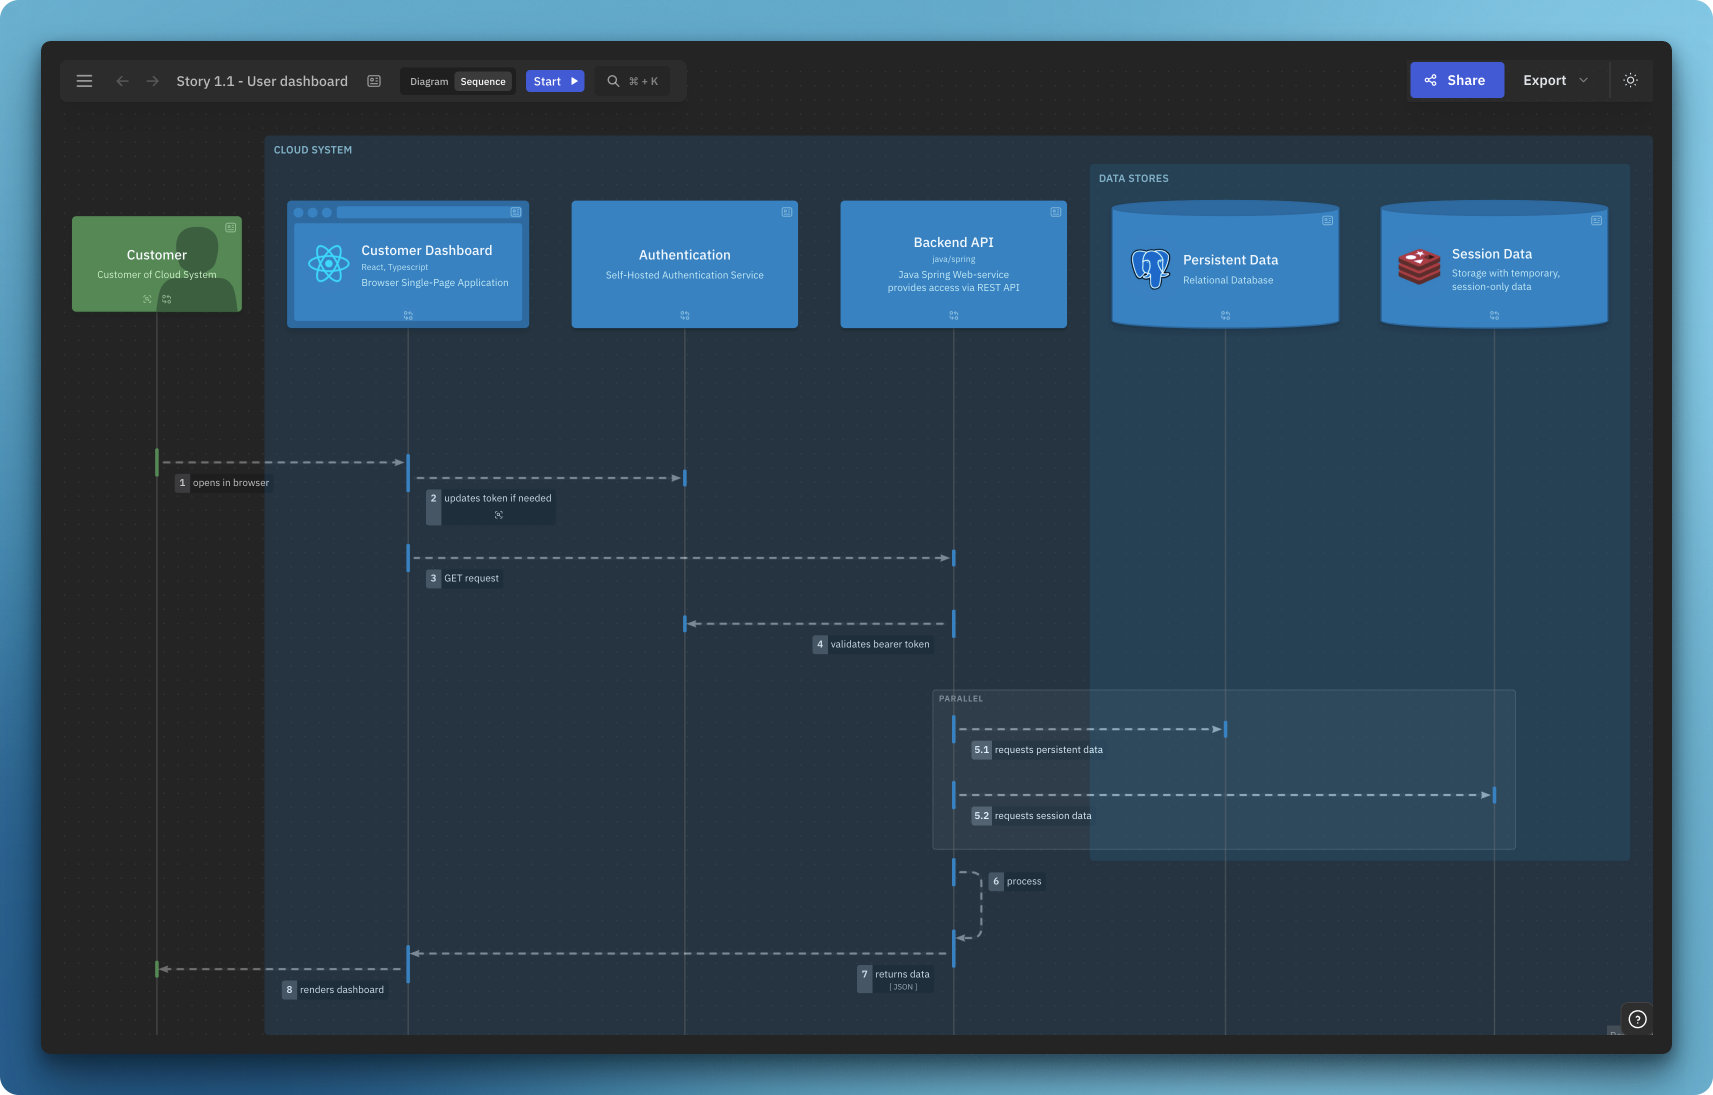 Story 1.1 - User dashboard
Diagram
Sequence
Start
⌘ + K
Share
Export
CLOUD SYSTEM
DATA STORES
Customer
Customer of Cloud System
Customer Dashboard
React, Typescript
Browser Single-Page Application
Authentication
Self-Hosted Authentication Service
Backend API
java/spring
Java Spring Web-service
provides access via REST API
Persistent Data
Relational Database
Session Data
Storage with temporary,
session-only data
1 opens in browser
2 updates token if needed
3 GET request
4 validates bearer token
PARALLEL
5.1 requests persistent data
5.2 requests session data
6 process
7 returns data
[ JSON ]
8 renders dashboard
?